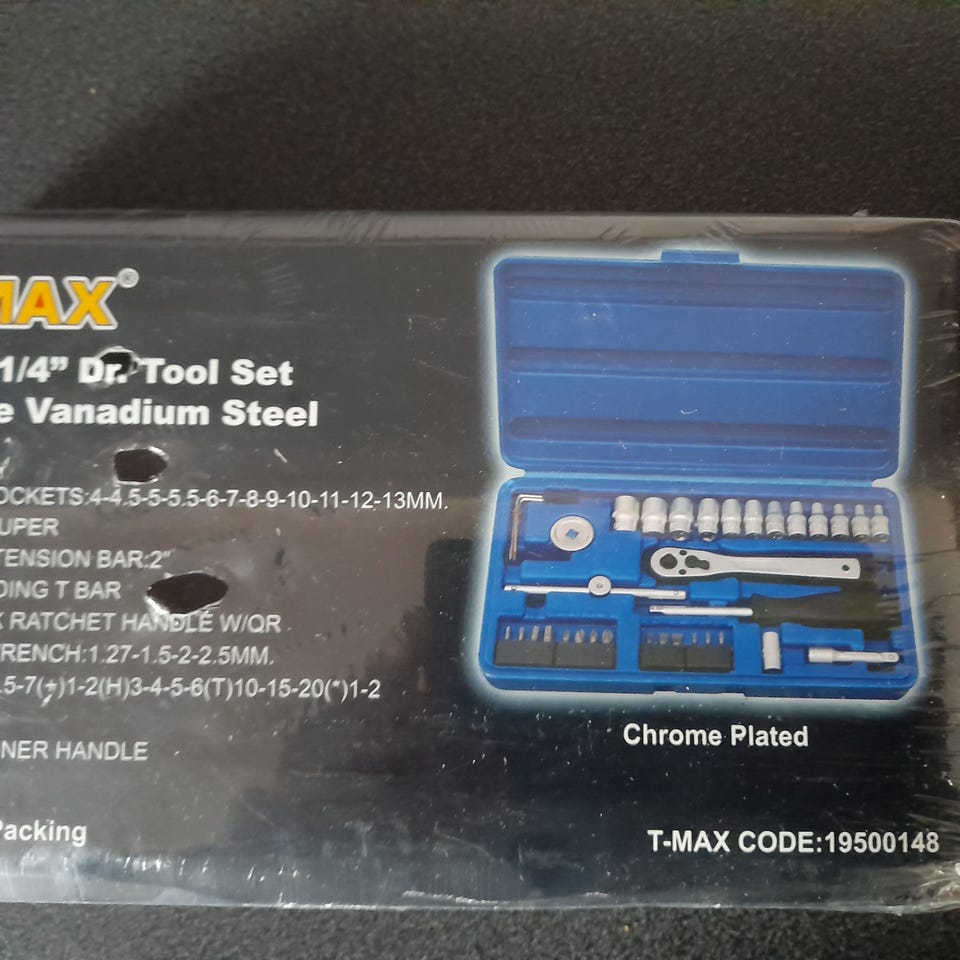 MAX®
1/4” Dr. Tool Set
e Vanadium Steel
OCKETS:4-4.5-5-5.5-6-7-8-9-10-11-12-13MM.
UPER
TENSION BAR:2"
DING T BAR
K RATCHET HANDLE W/QR
RENCH:1.27-1.5-2-2.5MM.
.5-7(+)1-2(H)3-4-5-6(T)10-15-20(*)1-2
NER HANDLE
Packing
Chrome Plated
T-MAX CODE:19500148